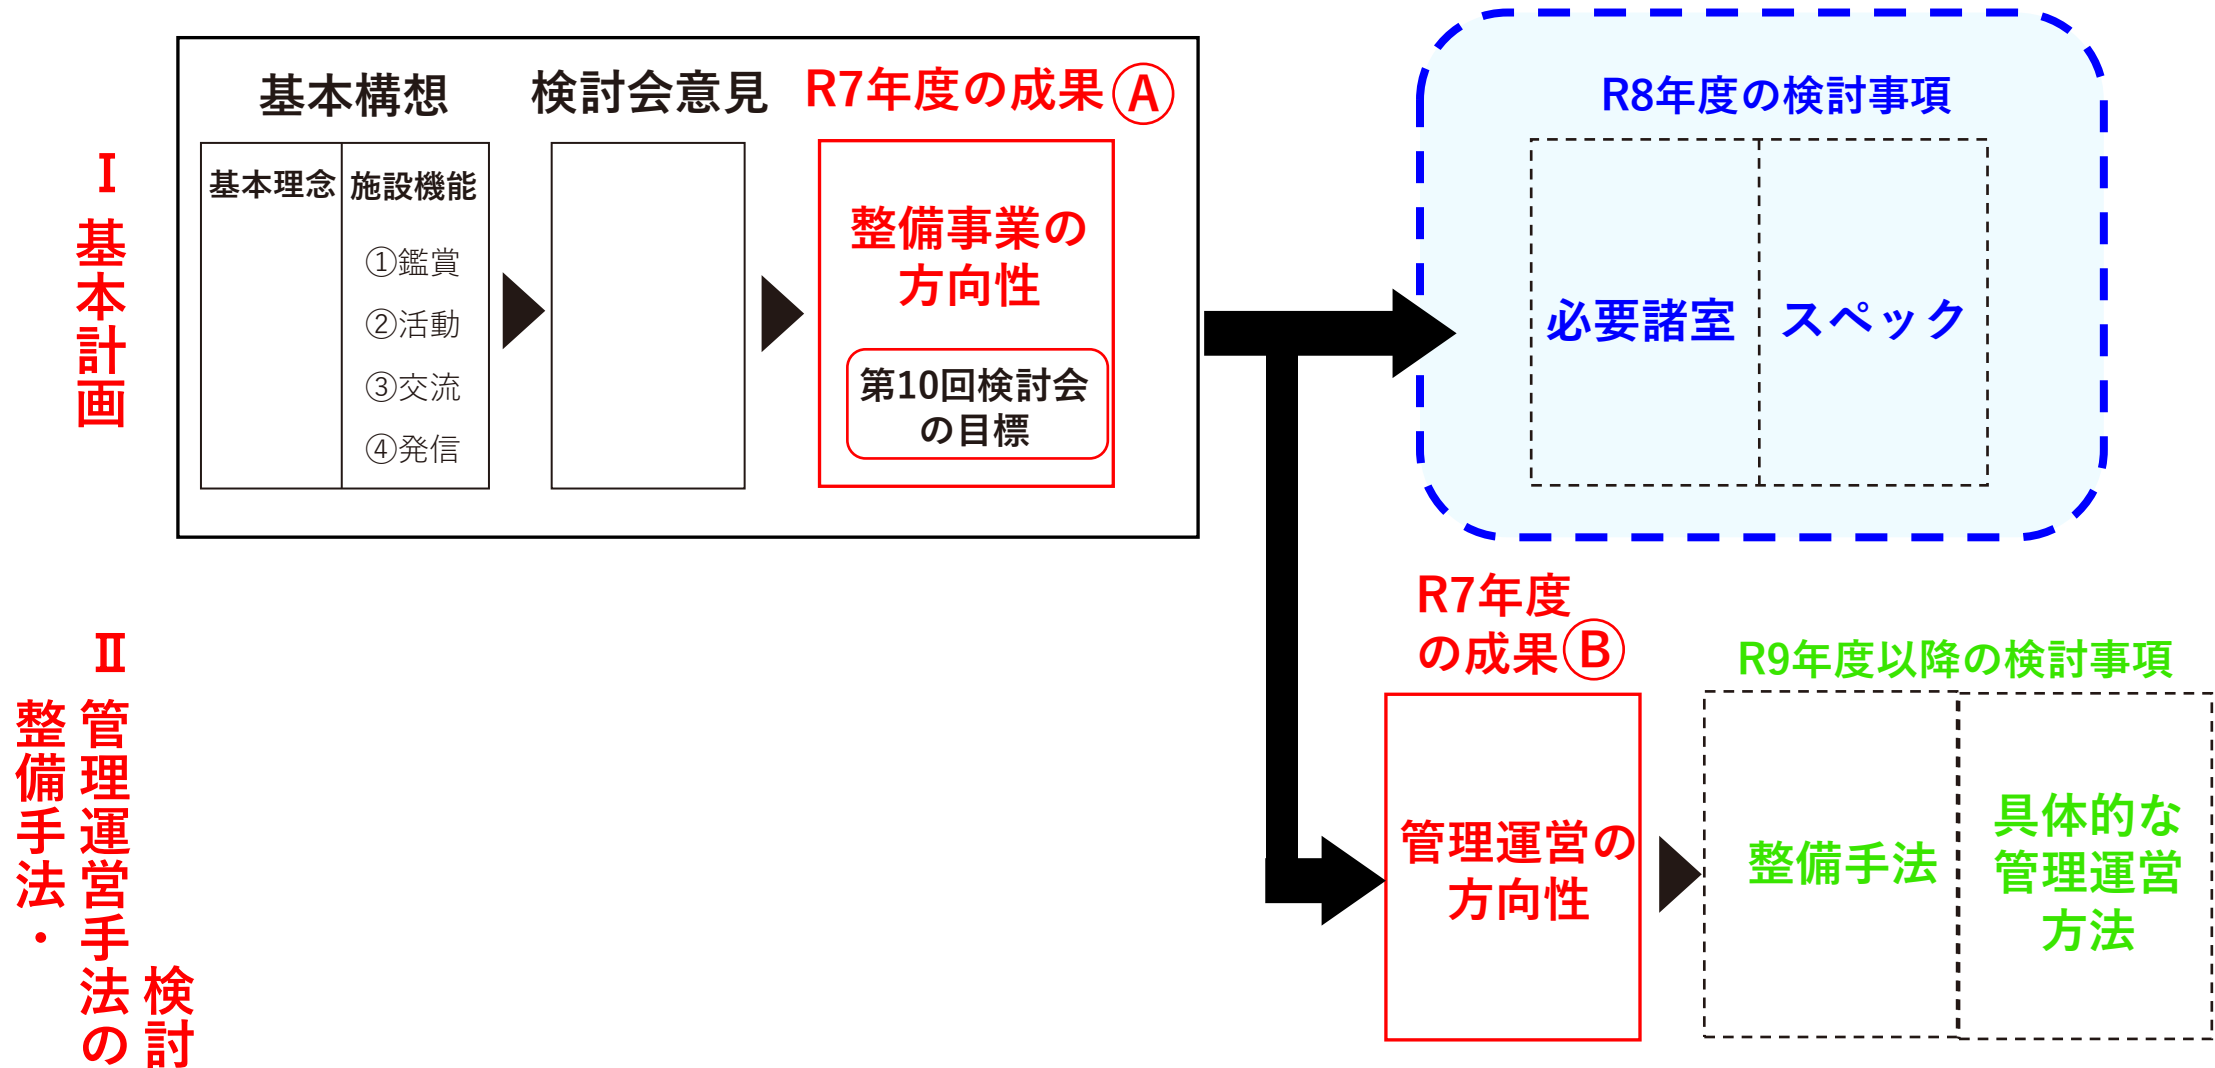 Ⅰ 基本計画
基本構想
基本理念
施設機能
①鑑賞
②活動
③交流
④発信
検討会意見
R7年度の成果Ⓐ
整備事業の
方向性
第10回検討会
の目標
R8年度の検討事項
必要諸室
スペック
Ⅱ
整備手法・
管理運営手法の
検討
R7年度
の成果Ⓑ
管理運営の
方向性
R9年度以降の検討事項
整備手法
具体的な
管理運営
方法